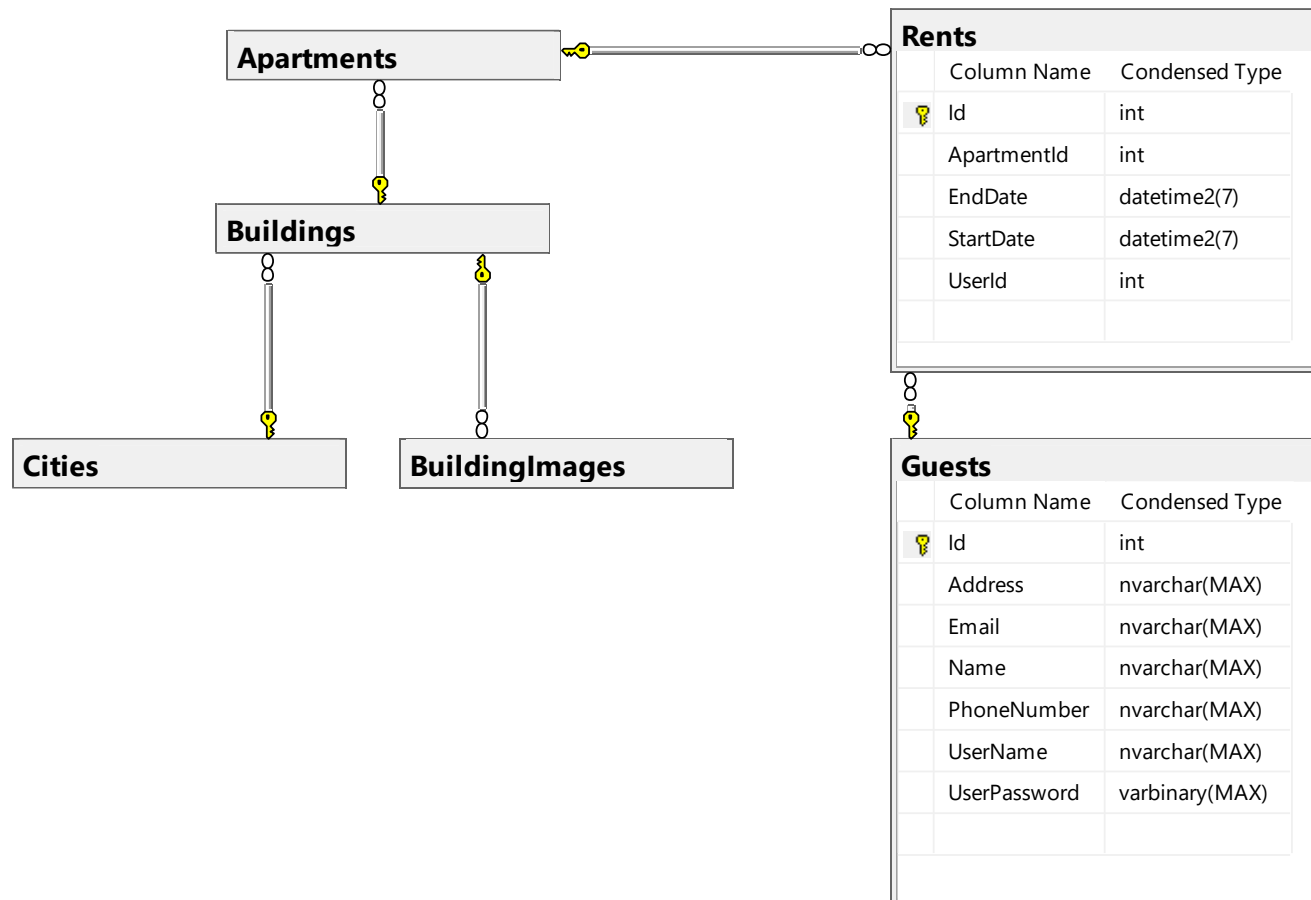 Apartments
Buildings
Cities
BuildingImages
Rents
Column Name Condensed Type
Id int
ApartmentId int
EndDate datetime2(7)
StartDate datetime2(7)
UserId int
Guests
Column Name Condensed Type
Id int
Address nvarchar(MAX)
Email nvarchar(MAX)
Name nvarchar(MAX)
PhoneNumber nvarchar(MAX)
UserName nvarchar(MAX)
UserPassword varbinary(MAX)